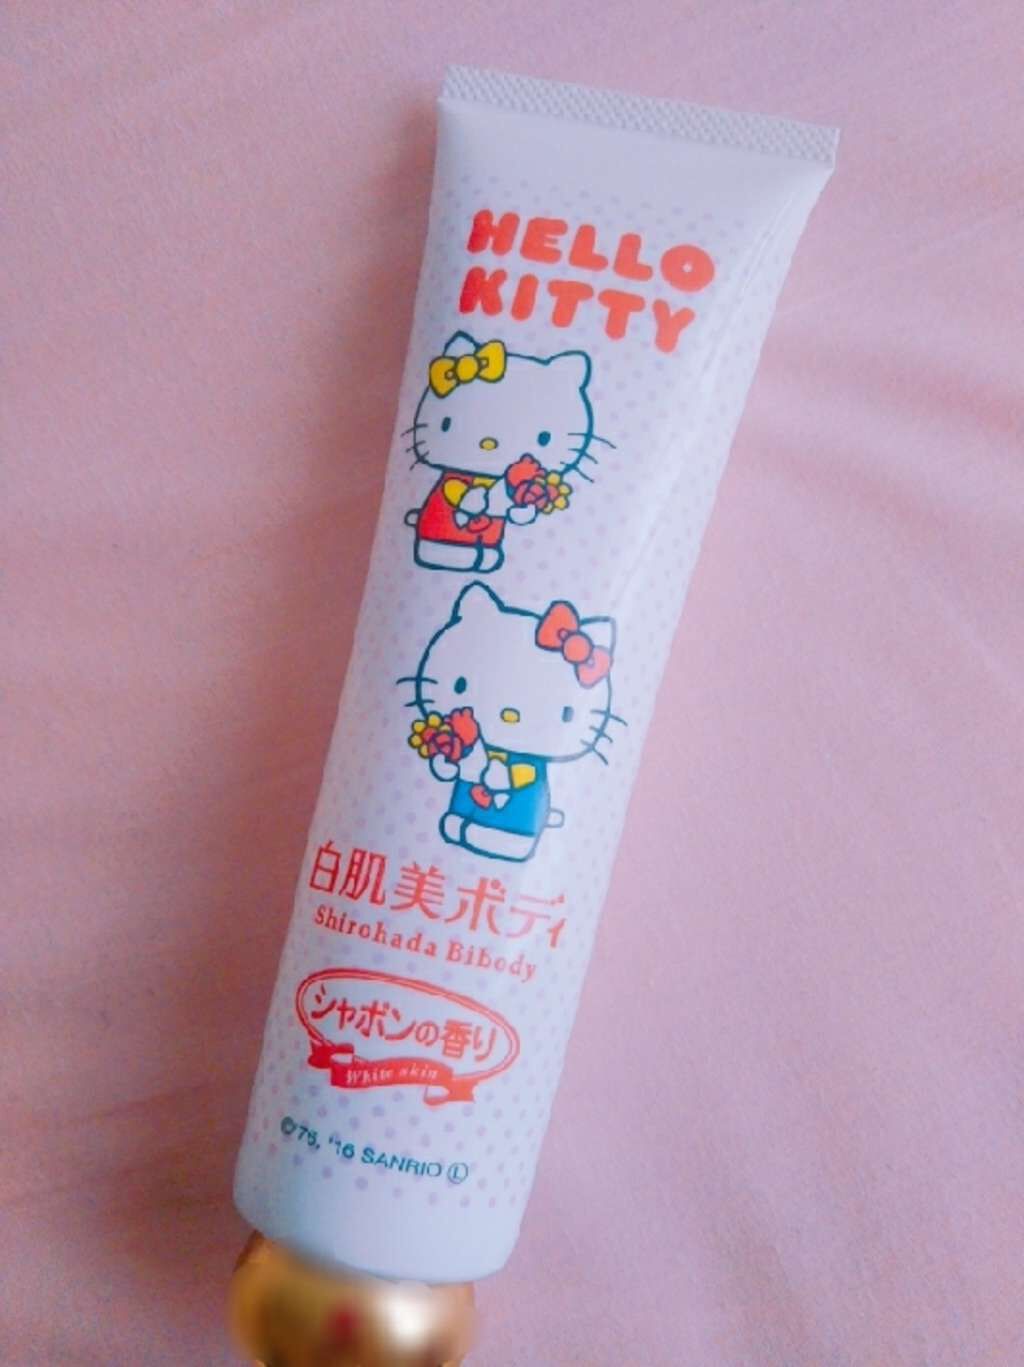 HELLO
KITTY
白肌美ボディ
Shirohada Bibody
シャボンの香り
White skin
©'76, '16 SANRIO Ⓛ